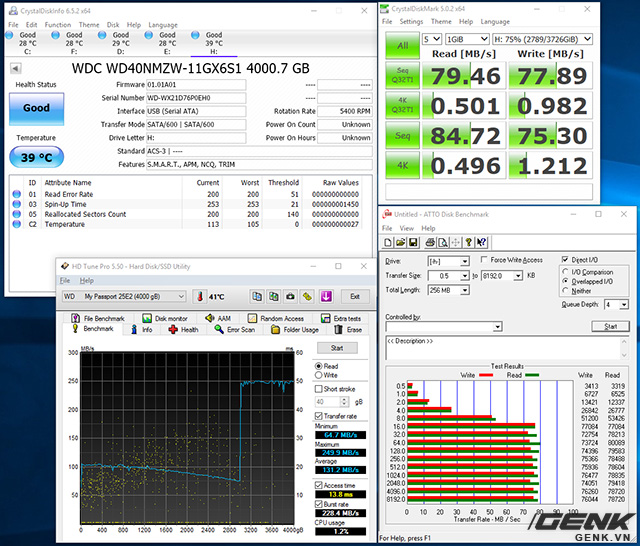 CrystalDiskInfo 6.5.2 x64
File Edit Function Theme Disk Help Language
Good Good Good Good Good
28 °C 28 °C 29 °C 28 °C 39 °C
C: F: D: G: H:
WDC WD40NMZW-11GX6S1 4000.7 GB
Health Status
Good
Temperature
39 °C
Firmware 01.01A01 ---- ----
Serial Number WD-WX21D76P0EH0 ---- ----
Interface USB (Serial ATA) Rotation Rate 5400 RPM
Transfer Mode SATA/600 | SATA/600 Power On Count Unknown
Drive Letter H: Power On Hours Unknown
Standard ACS-3 | ----
Features S.M.A.R.T., APM, NCQ, TRIM
ID Attribute Name Current Worst Threshold Raw Values
01 Read Error Rate 200 200 51 000000000000
03 Spin-Up Time 253 253 21 000000001450
05 Reallocated Sectors Count 200 200 140 000000000000
C2 Temperature 113 105 0 000000000027
CrystalDiskMark 5.0.2 x64
File Settings Theme Help Language
All 5 1GiB H: 75% (2789/3726GiB)
Read [MB/s] Write [MB/s]
Seq Q32T1 79.46 77.89
4K Q32T1 0.501 0.982
Seq 84.72 75.30
4K 0.496 1.212
HD Tune Pro 5.50 - Hard Disk/SSD Utility
File Help
WD My Passport 25E2 (4000 gB) 41°C Exit
File Benchmark Disk monitor AAM Random Access Extra tests
Benchmark Info Health Error Scan Folder Usage Erase
MB/s ms
300 250 200 150 100 50
60 50 40 30 20 10
0 400 800 1200 1600 2000 2400 2800 3200 3600 4000gB
Start
Read
Write
Short stroke
40 gB
Transfer rate
Minimum
64.7 MB/s
Maximum
249.9 MB/s
Average
131.2 MB/s
Access time
13.8 ms
Burst rate
228.4 MB/s
CPU usage
1.2%
Untitled - ATTO Disk Benchmark
File View Help
Drive: [-h-] Force Write Access Direct I/O
Transfer Size: 0.5 to 8192.0 KB I/O Comparison
Total Length: 256 MB Overlapped I/O
Neither
Queue Depth: 4
Controlled by:
Start
<< Description >>
Test Results
Write Read Write Read
0.5 3413 3319
1.0 6727 6525
2.0 13421 12337
4.0 26842 26777
8.0 51200 53426
16.0 77084 77084
32.0 72754 78213
64.0 73724 80089
128.0 74396 79583
256.0 75366 78488
512.0 75936 78604
1024.0 76477 78835
2048.0 74051 79418
4096.0 76260 78720
8192.0 78744 78072
0 10 20 30 40 50 60 70 80 90 100
Transfer Rate - MB / Sec
For Help, press F1
/GENK
GENK.VN